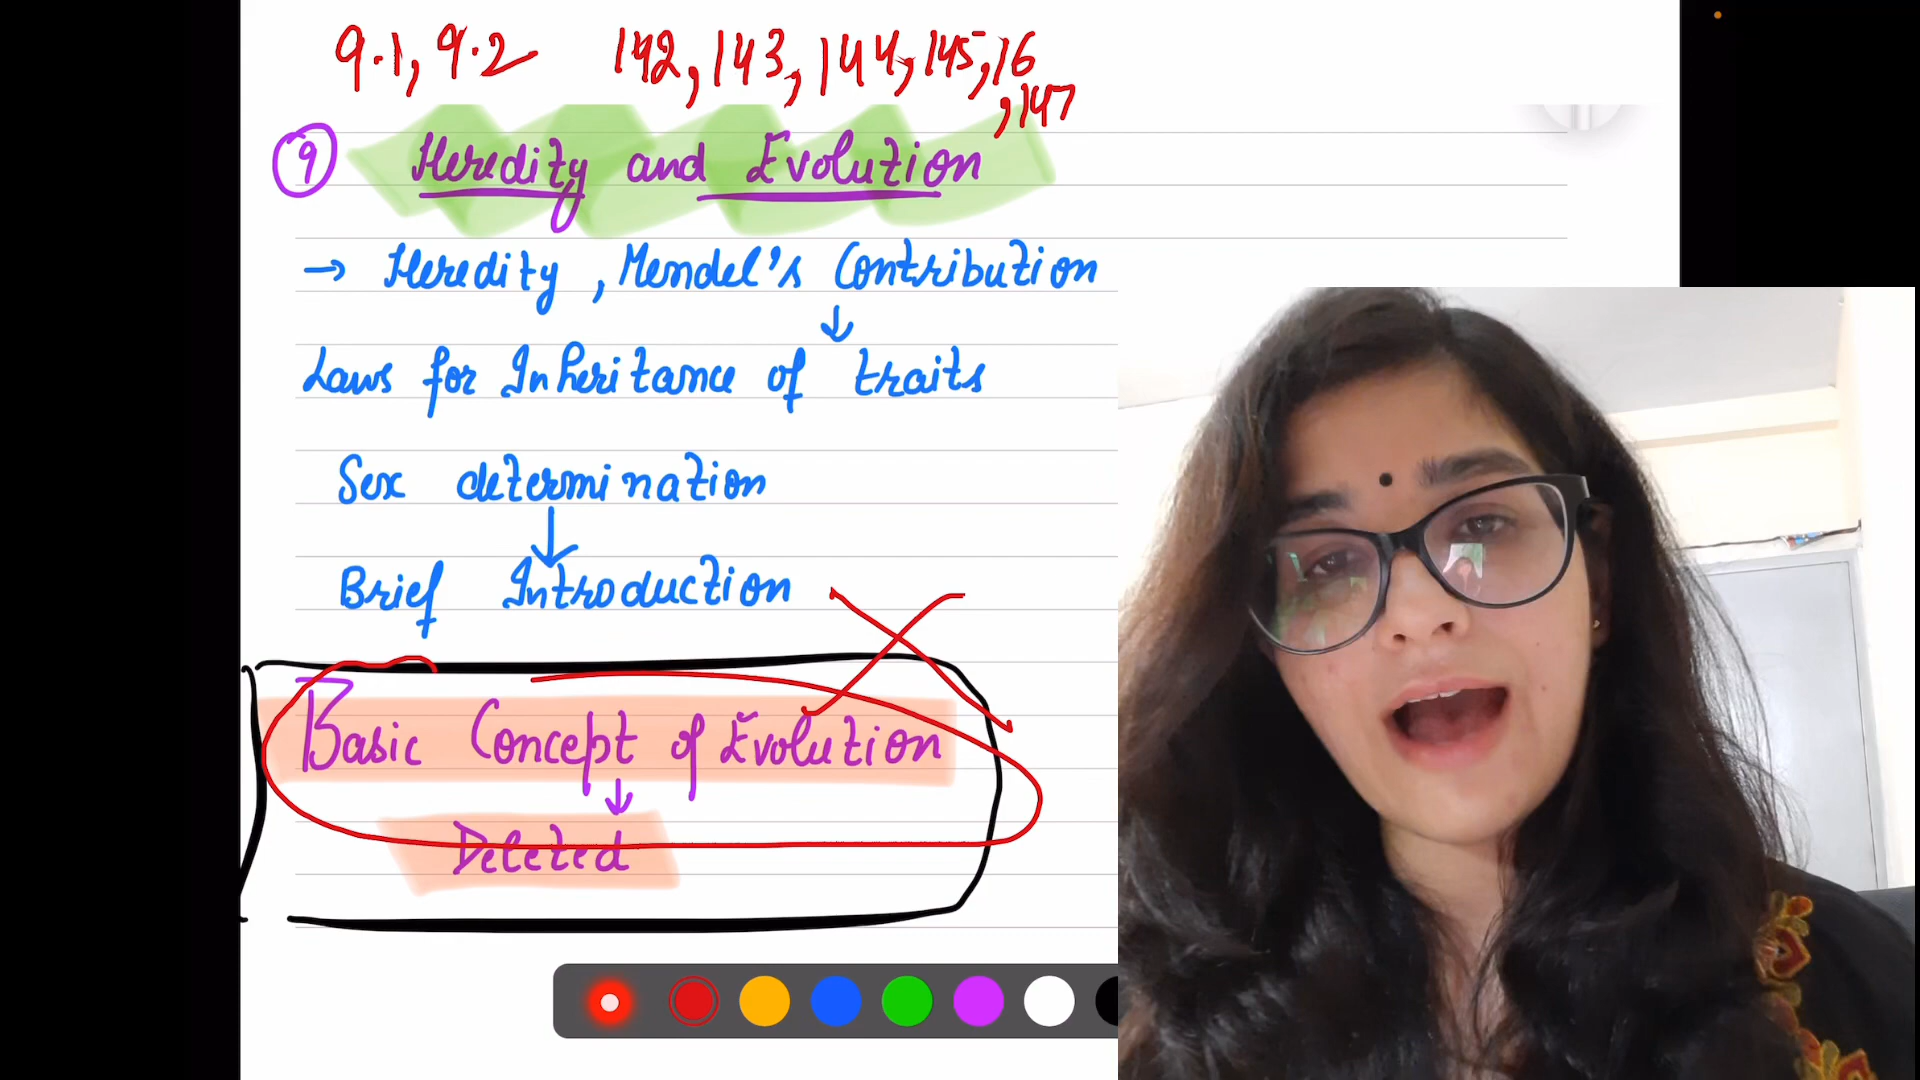 9.1, 9.2 142, 143, 144, 145, 16
, 147
9 Heredity and Evolution
→ Heredity, Mendel's Contribution
↓
Laws for Inheritance of traits
Sex determination
↓
Brief Introduction
Basic Concept of Evolution
↓
Deleted